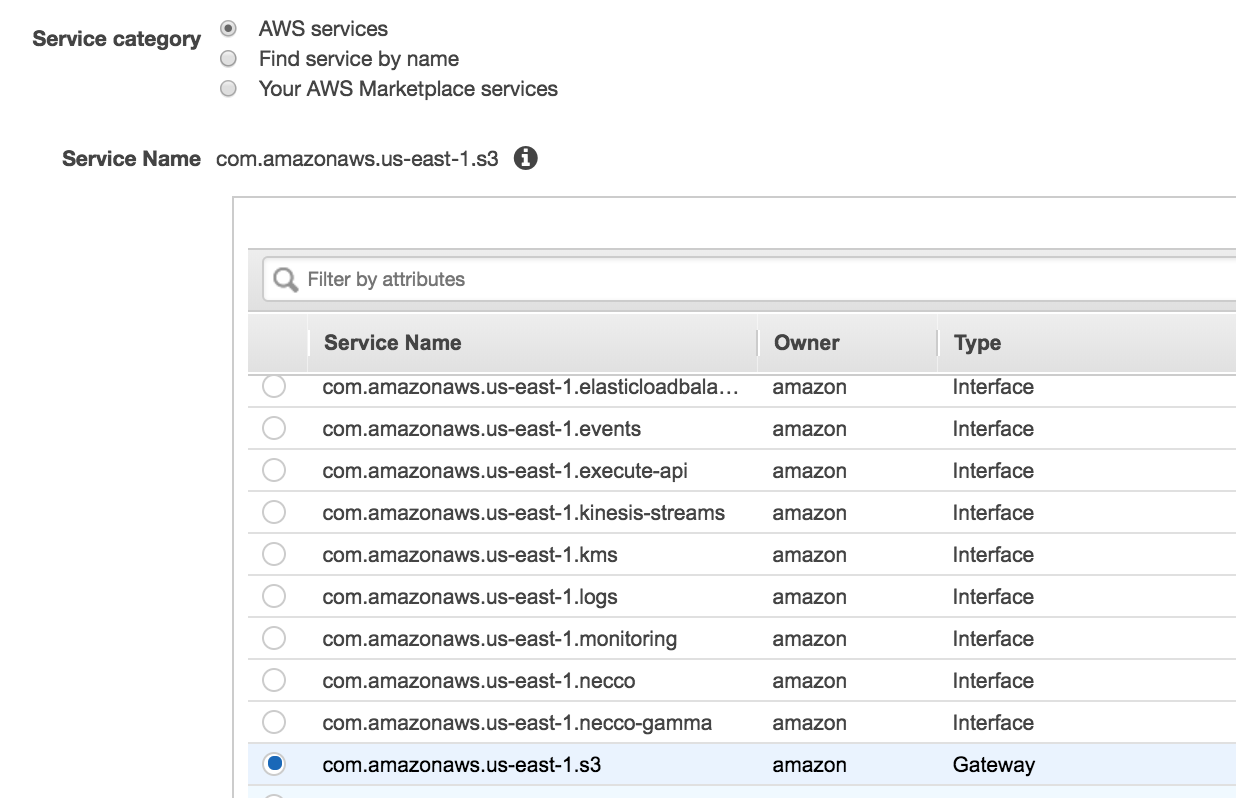 Service category
AWS services
Find service by name
Your AWS Marketplace services
Service Name com.amazonaws.us-east-1.s3
Filter by attributes
Service Name Owner Type
com.amazonaws.us-east-1.elasticloadbala... amazon Interface
com.amazonaws.us-east-1.events amazon Interface
com.amazonaws.us-east-1.execute-api amazon Interface
com.amazonaws.us-east-1.kinesis-streams amazon Interface
com.amazonaws.us-east-1.kms amazon Interface
com.amazonaws.us-east-1.logs amazon Interface
com.amazonaws.us-east-1.monitoring amazon Interface
com.amazonaws.us-east-1.necco amazon Interface
com.amazonaws.us-east-1.necco-gamma amazon Interface
com.amazonaws.us-east-1.s3 amazon Gateway